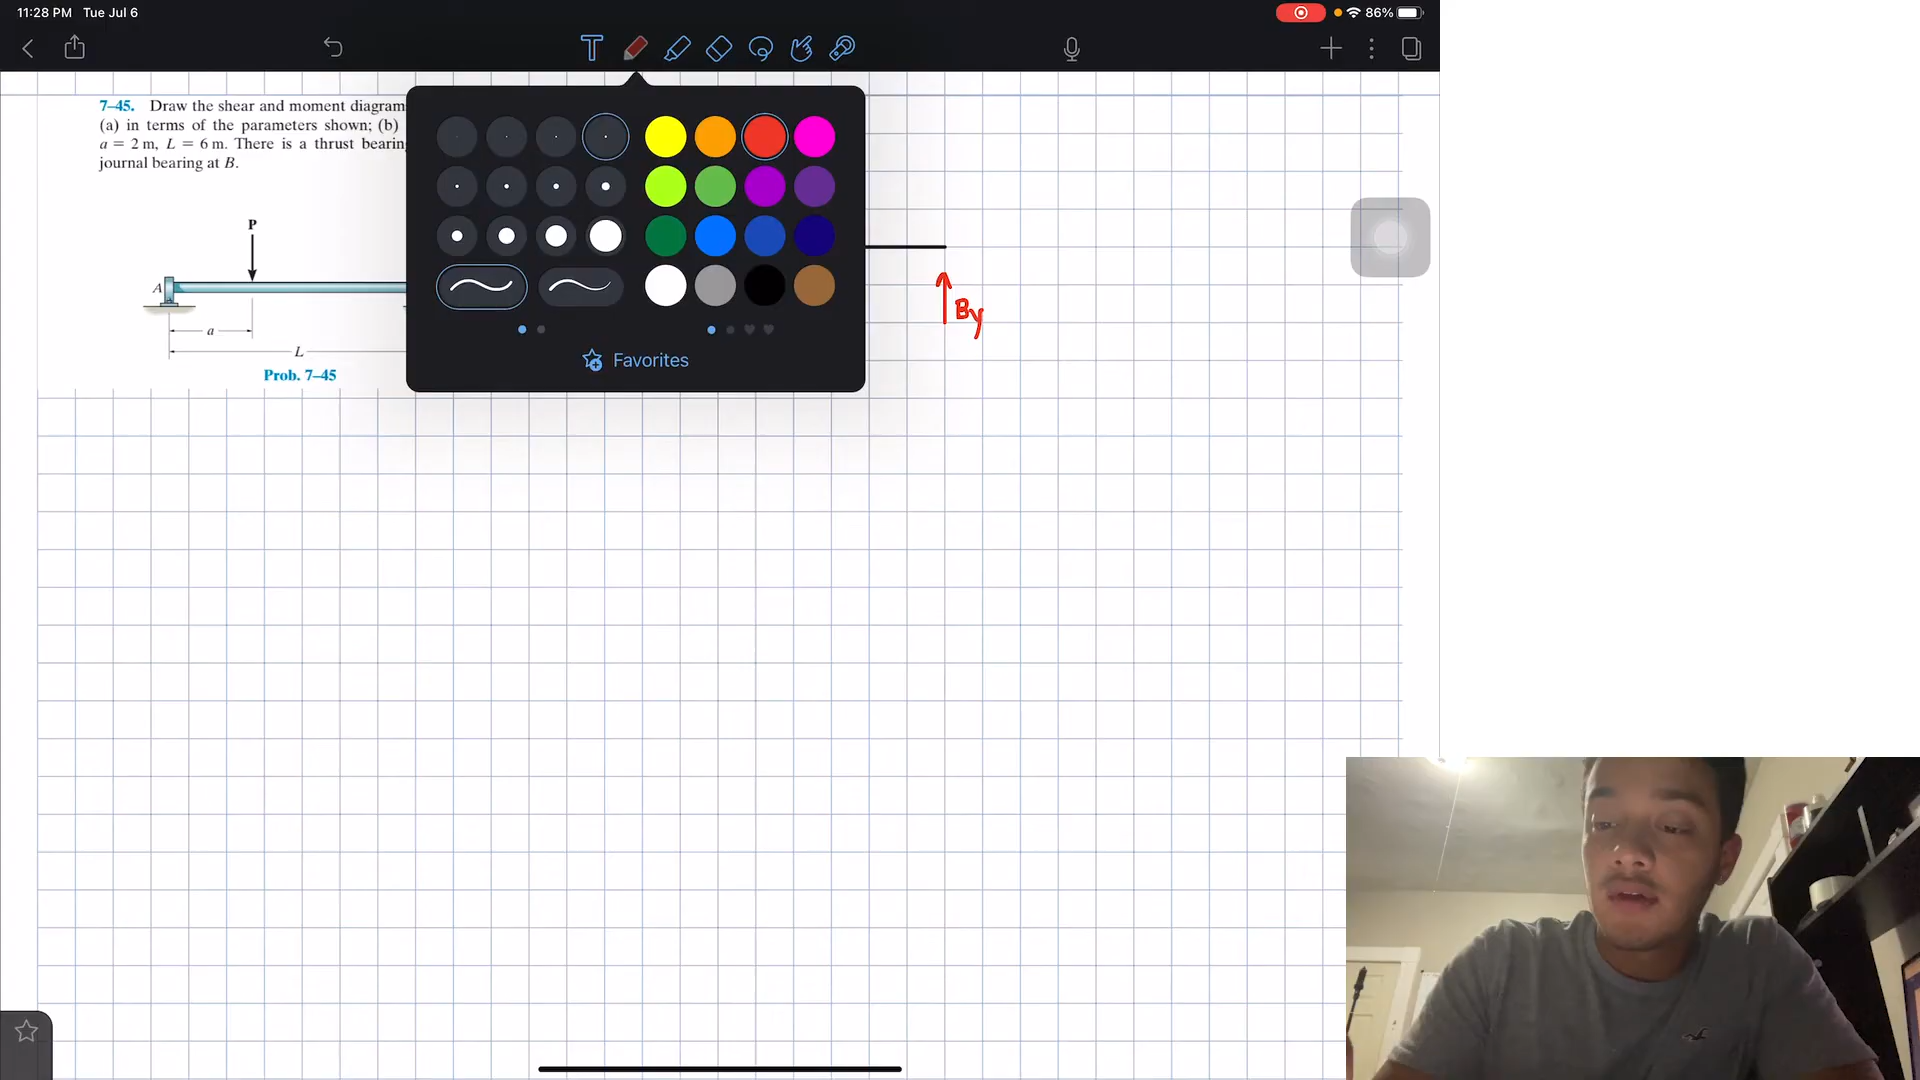 11:28 PM Tue Jul 6
86%
T
7–45. Draw the shear and moment diagram
(a) in terms of the parameters shown; (b)
a = 2 m, L = 6 m. There is a thrust bearin
journal bearing at B.
P
A
a
L
Prob. 7–45
By
Favorites